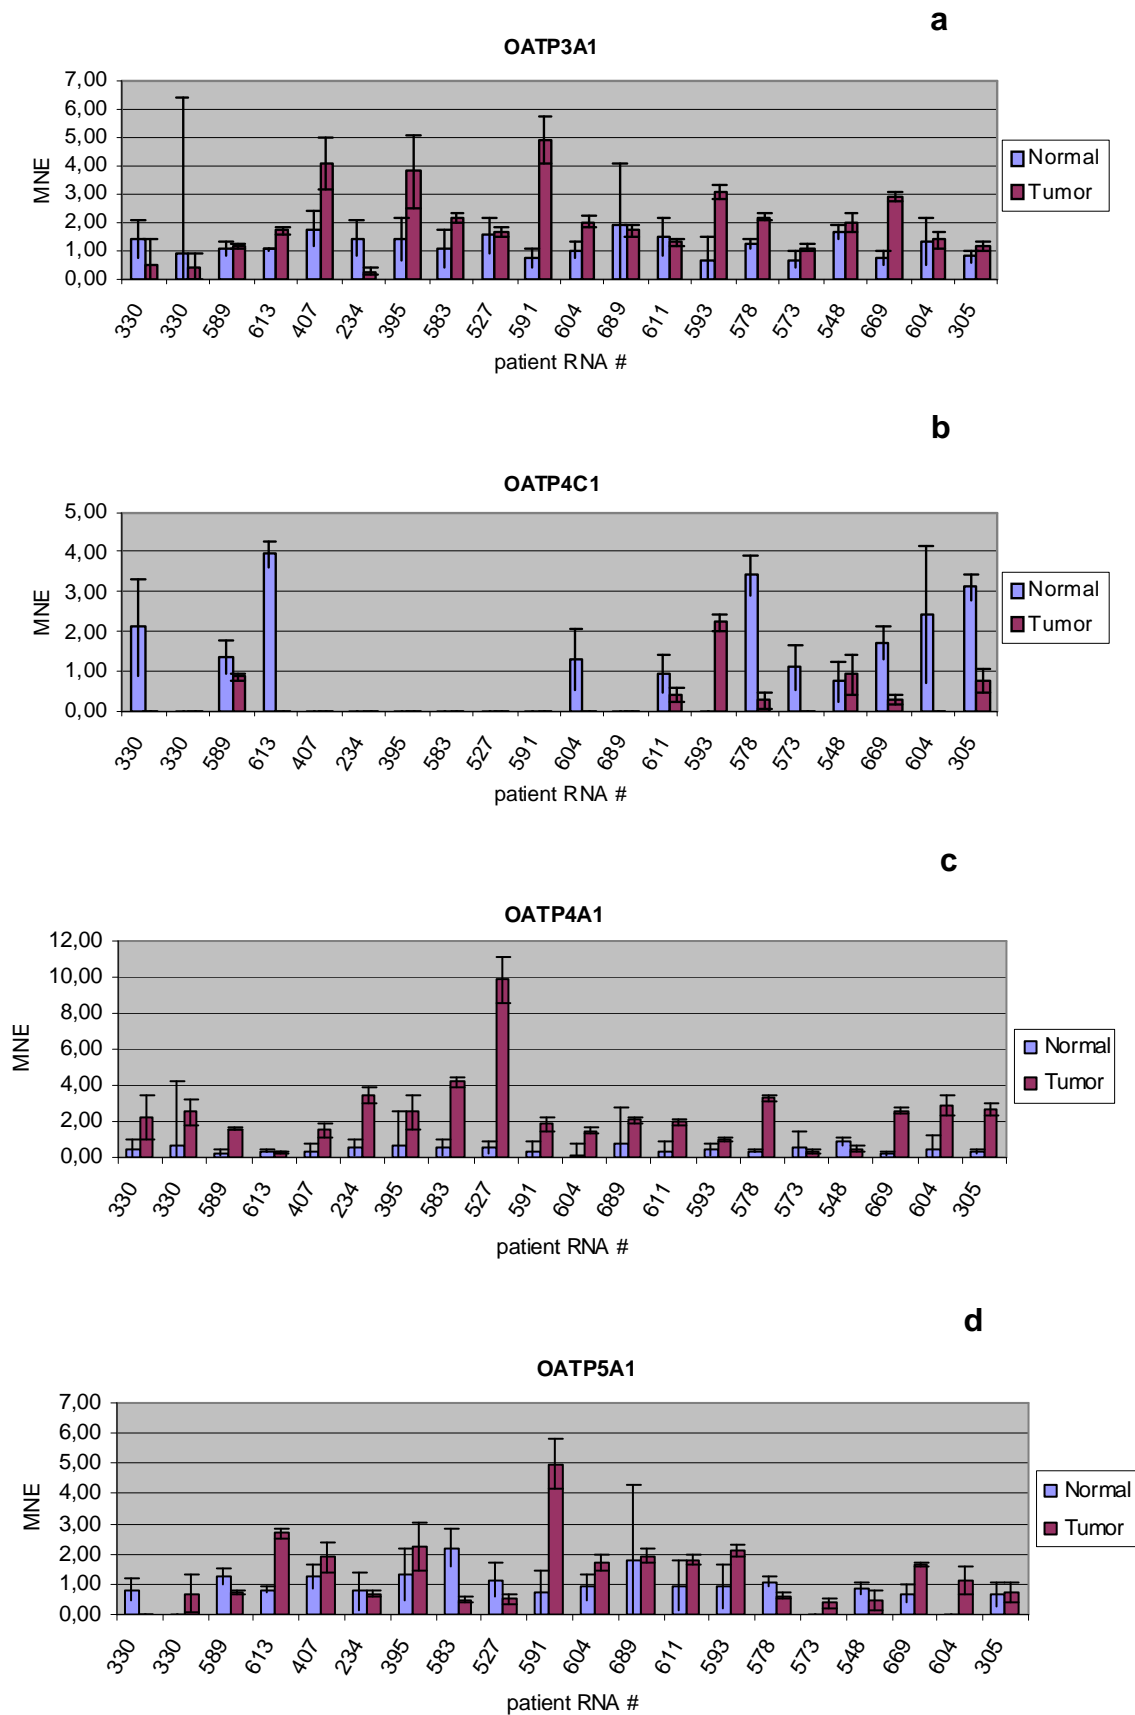 a
OATP3A1
7,00
6,00
5,00
4,00
3,00
2,00
1,00
0,00
MNE
330 330 589 613 407 234 395 583 527 591 604 689 611 593 578 573 548 669 604 305
patient RNA #
Normal
Tumor
b
OATP4C1
5,00
4,00
3,00
2,00
1,00
0,00
MNE
330 330 589 613 407 234 395 583 527 591 604 689 611 593 578 573 548 669 604 305
patient RNA #
Normal
Tumor
c
OATP4A1
12,00
10,00
8,00
6,00
4,00
2,00
0,00
MNE
330 330 589 613 407 234 395 583 527 591 604 689 611 593 578 573 548 669 604 305
patient RNA #
Normal
Tumor
d
OATP5A1
7,00
6,00
5,00
4,00
3,00
2,00
1,00
0,00
MNE
330 330 589 613 407 234 395 583 527 591 604 689 611 593 578 573 548 669 604 305
patient RNA #
Normal
Tumor